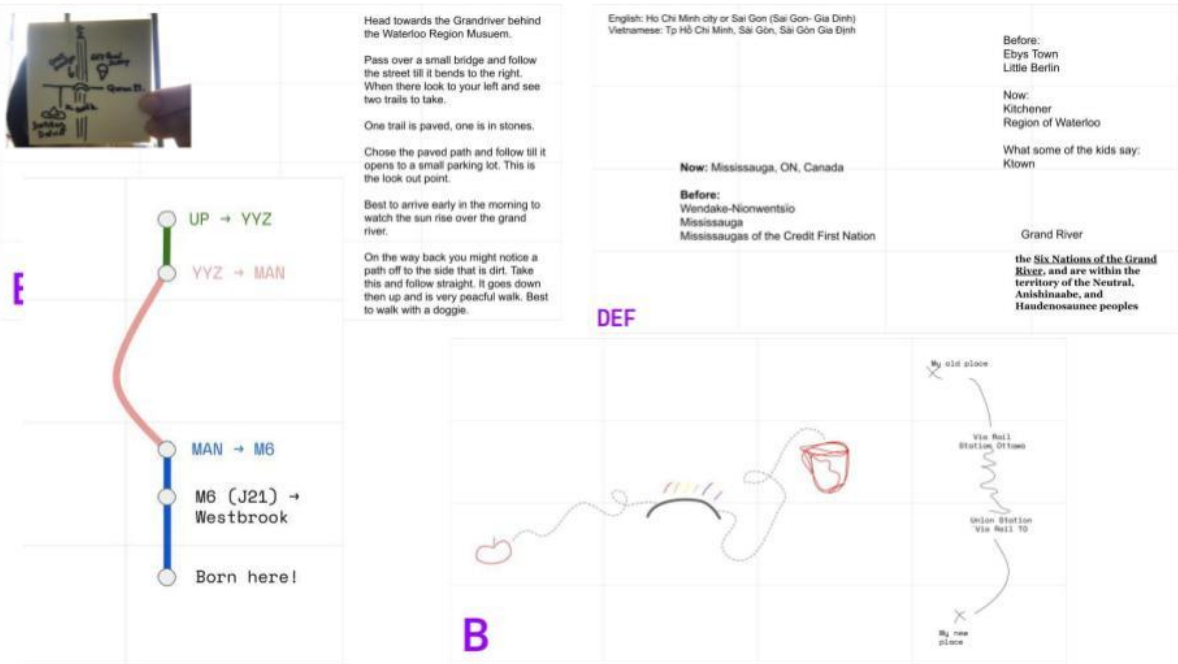 Head towards the Grandriver behind
the Waterloo Region Musuem.
Pass over a small bridge and follow
the street till it bends to the right.
When there look to your left and see
two trails to take.
One trail is paved, one is in stones.
Chose the paved path and follow till it
opens to a small parking lot. This is
the look out point.
Best to arrive early in the morning to
watch the sun rise over the grand
river.
On the way back you might notice a
path off to the side that is dirt. Take
this and follow straight. It goes down
then up and is very peacful walk. Best
to walk with a doggie.
UP → YYZ
YYZ → MAN
MAN → M6
M6 (J21) →
Westbrook
Born here!
English: Ho Chi Minh city or Sai Gon (Sai Gon- Gia Dinh)
Vietnamese: Tp Hồ Chí Minh, Sài Gòn, Sài Gòn Gia Định
Before:
Ebys Town
Little Berlin
Now:
Kitchener
Region of Waterloo
What some of the kids say:
Ktown
Now: Mississauga, ON, Canada
Before:
Wendake-Nionwentsïo
Mississauga
Mississaugas of the Credit First Nation
Grand River
the Six Nations of the Grand
River, and are within the
territory of the Neutral,
Anishinaabe, and
Haudenosaunee peoples
DEF
My old place
Via Rail
Station Ottawa
Union Station
Via Rail TO
My new
place
B